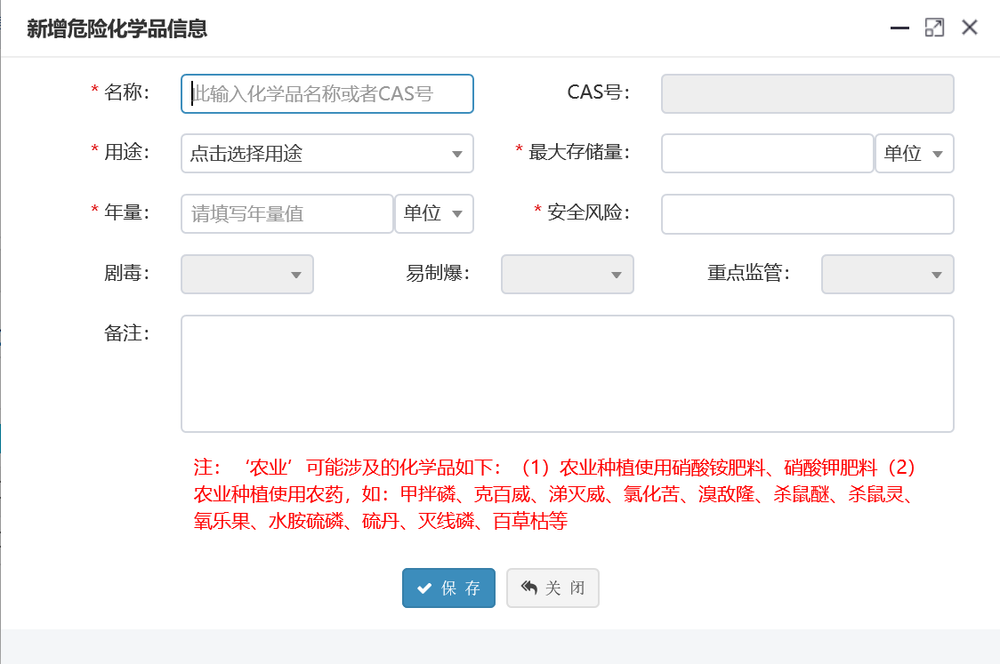 新增危险化学品信息
* 名称： 此输入化学品名称或者CAS号 CAS号：
* 用途： 点击选择用途 * 最大存储量： 单位
* 年量： 请填写年量值 单位 * 安全风险：
剧毒： 易制爆： 重点监管：
备注：
注：‘农业’可能涉及的化学品如下：（1）农业种植使用硝酸铵肥料、硝酸钾肥料（2）
农业种植使用农药，如：甲拌磷、克百威、涕灭威、氯化苦、溴敌隆、杀鼠醚、杀鼠灵、
氧乐果、水胺硫磷、硫丹、灭线磷、百草枯等
保 存 关 闭